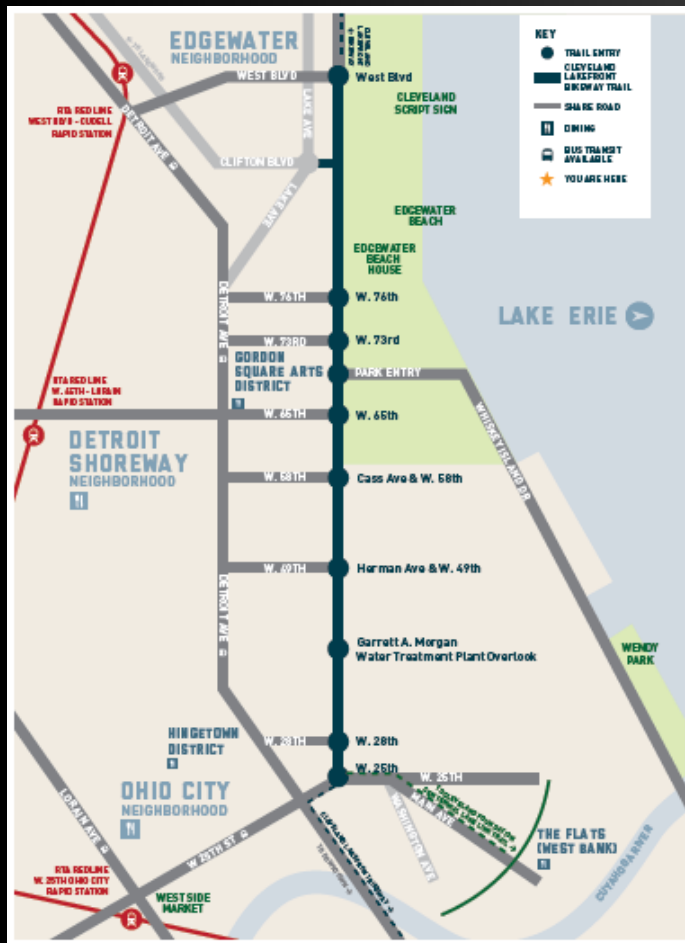 EDGEWATER
NEIGHBORHOOD
WEST BLVD
West Blvd
KEY
TRAIL ENTRY
CLEVELAND
LAKEFRONT
BIKEWAY TRAIL
SHARE ROAD
DINING
BUS TRANSIT
AVAILABLE
YOU ARE HERE
CLEVELAND
SCRIPT SIGN
RTA REDLINE
WEST BLVD - CUDELL
RAPID STATION
DETROIT AVE
LAKE AVE
CLIFTON BLVD
LAKE AVE
EDGEWATER
BEACH
EDGEWATER
BEACH
HOUSE
DETROIT AVE
W. 76TH
W. 76th
LAKE ERIE
W. 73RD
W. 73rd
GORDON
SQUARE ARTS
DISTRICT
PARK ENTRY
RTA REDLINE
W. 65TH - LORAIN
RAPID STATION
W. 65TH
W. 65th
WHISKEY ISLAND DR
DETROIT
SHOREWAY
NEIGHBORHOOD
W. 58TH
Cass Ave & W. 58th
W. 49TH
Herman Ave & W. 49th
DETROIT AVE
Garrett A. Morgan
Water Treatment Plant Overlook
WENDY
PARK
HINGETOWN
DISTRICT
W. 28TH
W. 28th
W. 25th
W. 25TH
OHIO CITY
NEIGHBORHOOD
LORAIN AVE
W 25TH ST
MAIN AVE
WASHINGTON AVE
THE FLATS
(WEST BANK)
CUYAHOGA RIVER
RTA REDLINE
W. 25TH OHIO CITY
RAPID STATION
WEST SIDE
MARKET